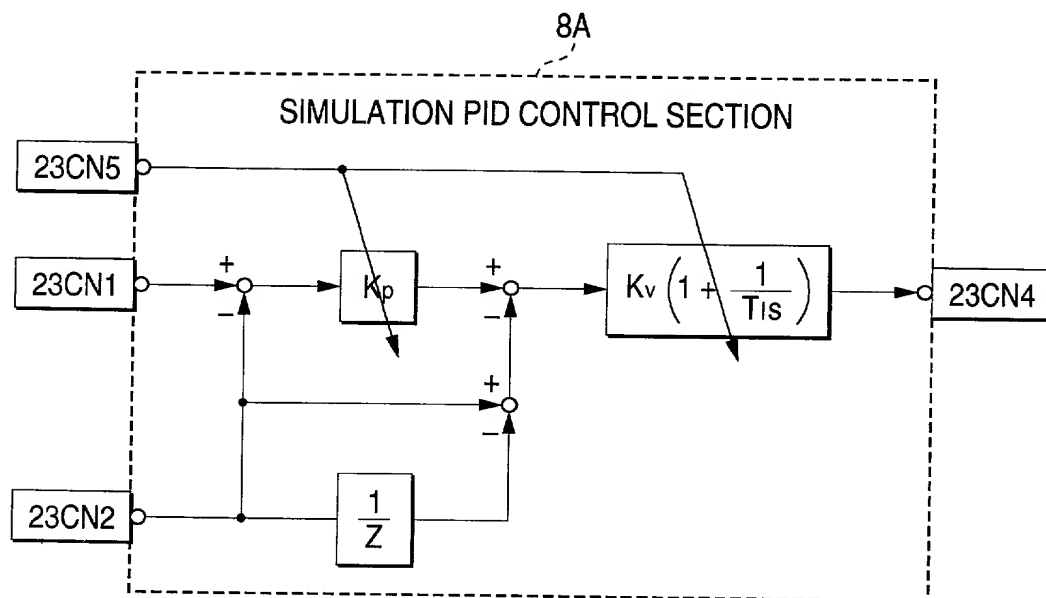 8A
SIMULATION PID CONTROL SECTION
23CN5
23CN1
+
−
Kp
+
−
Kv(1 + 1/TIs)
23CN4
+
−
23CN2
1/Z